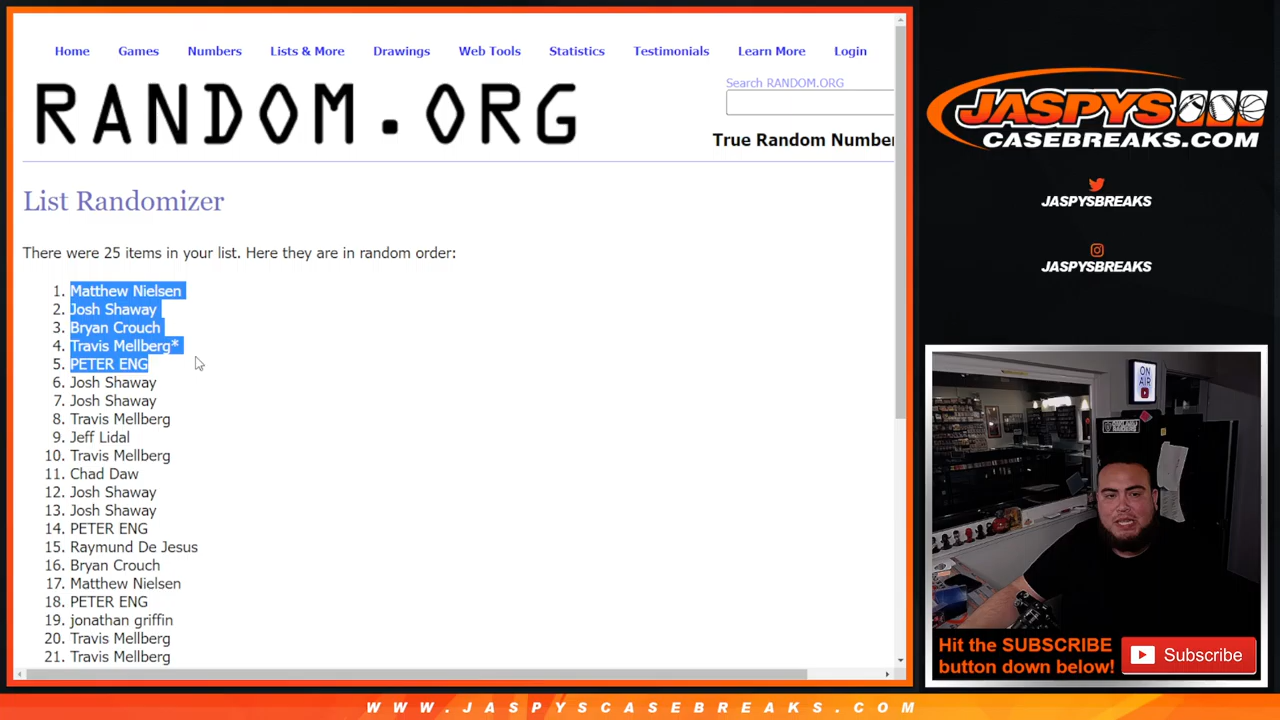 Home Games Numbers Lists & More Drawings Web Tools Statistics Testimonials Learn More Login
RANDOM.ORG
Search RANDOM.ORG
True Random Number
List Randomizer
There were 25 items in your list. Here they are in random order:
1. Matthew Nielsen
2. Josh Shaway
3. Bryan Crouch
4. Travis Mellberg*
5. PETER ENG
6. Josh Shaway
7. Josh Shaway
8. Travis Mellberg
9. Jeff Lidal
10. Travis Mellberg
11. Chad Daw
12. Josh Shaway
13. Josh Shaway
14. PETER ENG
15. Raymund De Jesus
16. Bryan Crouch
17. Matthew Nielsen
18. PETER ENG
19. jonathan griffin
20. Travis Mellberg
21. Travis Mellberg
JASPYS
CASEBREAKS.COM
JASPYSBREAKS
JASPYSBREAKS
ON
AIR
Hit the SUBSCRIBE
button down below!
Subscribe
WWW.JASPYSCASEBREAKS.COM